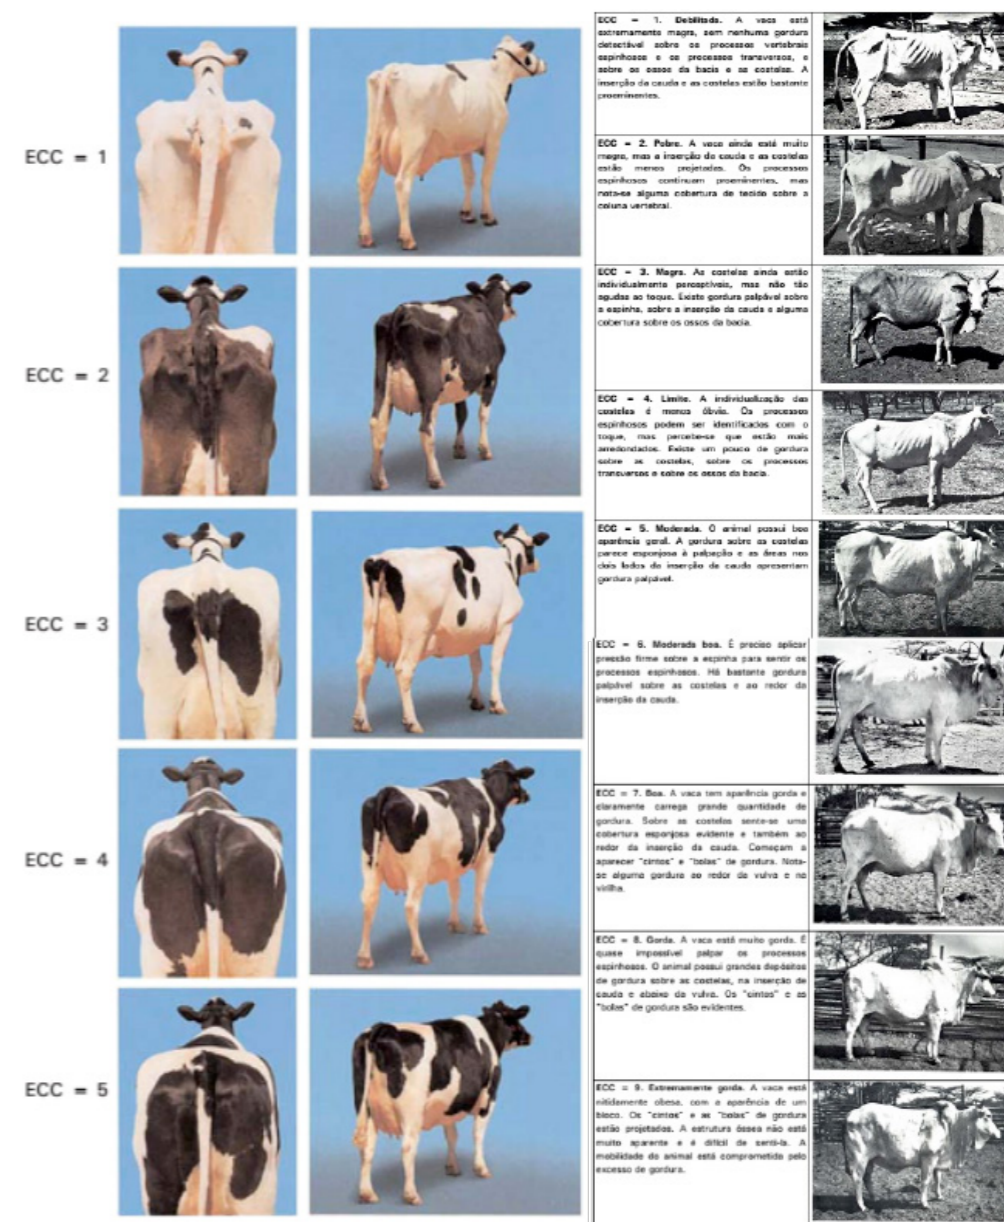 ECC = 1
ECC = 2
ECC = 3
ECC = 4
ECC = 5
ECC = 1. Debilitada. A vaca está
extremamente magra, sem nenhuma gordura
detectável sobre os processos vertebrais
espinhosos e os processos transversos, e
sobre os ossos da bacia e as costelas. A
inserção da cauda e as costelas estão bastante
proeminentes.
ECC = 2. Pobre. A vaca ainda está muito
magra, mas a inserção da cauda e as costelas
estão menos projetadas. Os processos
espinhosos continuam proeminentes, mas
nota-se alguma cobertura de tecido sobre a
coluna vertebral.
ECC = 3. Magra. As costelas ainda estão
individualmente perceptíveis, mas não tão
agudas ao toque. Existe gordura palpável sobre
a espinha, sobre a inserção da cauda e alguma
cobertura sobre os ossos da bacia.
ECC = 4. Limite. A individualização das
costelas é menos óbvia. Os processos
espinhosos podem ser identificados com o
toque, mas percebe-se que estão mais
arredondados. Existe um pouco de gordura
sobre as costelas, sobre os processos
transversos e sobre os ossos da bacia.
ECC = 5. Moderada. O animal possui boa
aparência geral. A gordura sobre as costelas
parece esponjosa à palpação e as áreas nos
dois lados da inserção da cauda apresentam
gordura palpável.
ECC = 6. Moderada boa. É preciso aplicar
pressão firme sobre a espinha para sentir os
processos espinhosos. Há bastante gordura
palpável sobre as costelas e ao redor da
inserção da cauda.
ECC = 7. Boa. A vaca tem aparência gorda e
claramente carrega grande quantidade de
gordura. Sobre as costelas sente-se uma
cobertura esponjosa evidente e também ao
redor da inserção da cauda. Começam a
aparecer "cintos" e "bolas" de gordura. Nota-
se alguma gordura ao redor da vulva e na
virilha.
ECC = 8. Gorda. A vaca está muito gorda. É
quase impossível palpar os processos
espinhosos. O animal possui grandes depósitos
de gordura sobre as costelas, na inserção de
cauda e abaixo da vulva. Os "cintos" e as
"bolas" de gordura são evidentes.
ECC = 9. Extremamente gorda. A vaca está
nitidamente obesa, com a aparência de um
bloco. Os "cintos" e as "bolas" de gordura
estão projetados. A estrutura óssea não está
muito aparente e é difícil de senti-la. A
mobilidade do animal está comprometida pelo
excesso de gordura.